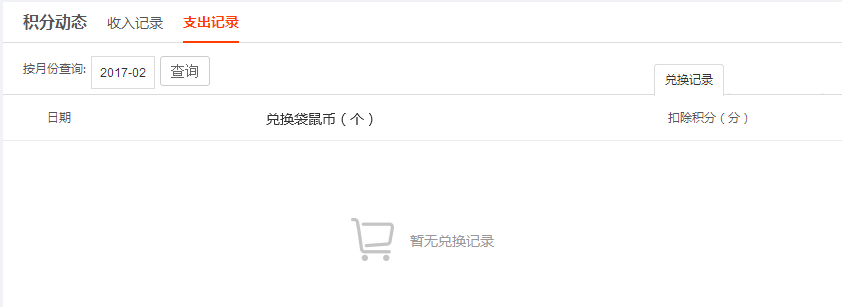 积分动态 收入记录 支出记录
按月份查询: 2017-02 查询 兑换记录
日期 兑换袋鼠币（个） 扣除积分（分）
暂无兑换记录